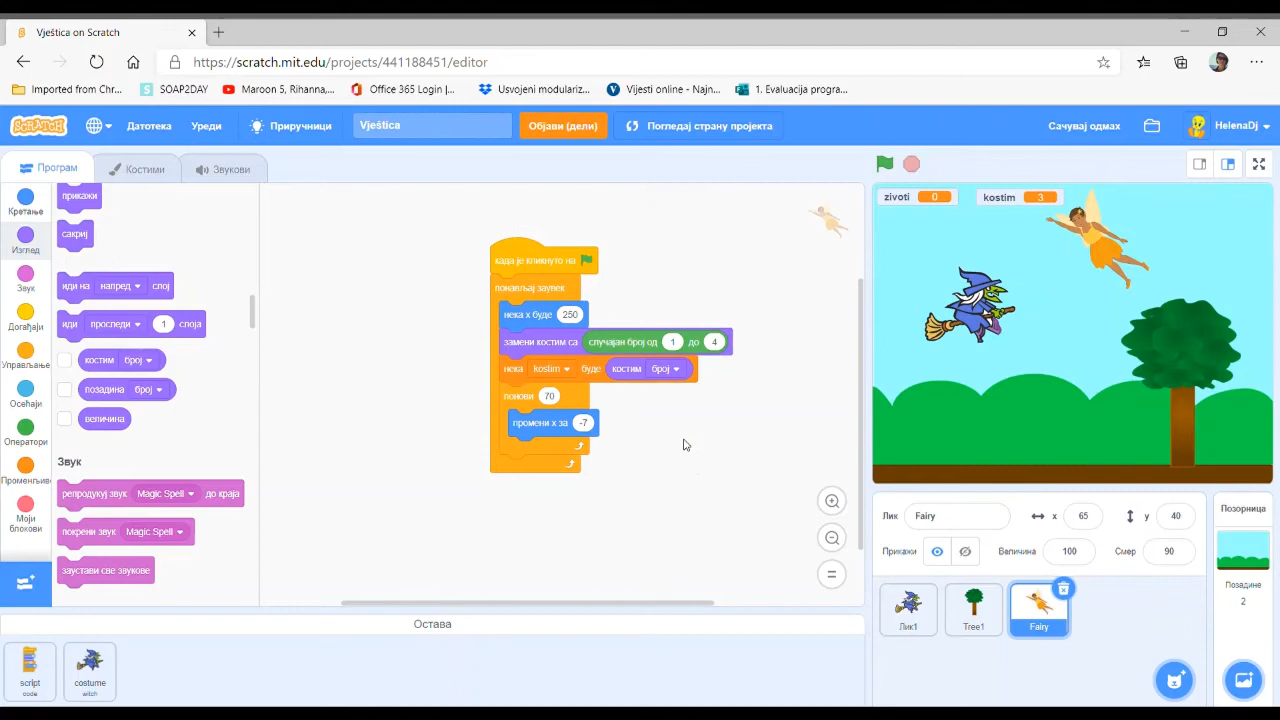 Vještica on Scratch
https://scratch.mit.edu/projects/441188451/editor
Imported from Chr... SOAP2DAY Maroon 5, Rihanna,... Office 365 Login |... Usvojeni modulariz... Vijesti online - Najn... 1. Evaluacija progra...
SCRATCH Датотека Уреди Приручници Vještica Објави (дели) Погледај страну пројекта Сачувај одмах HelenaDj
Програм Костими Звукови
Кретање
Изглед
Звук
Догађаји
Управљање
Осећаји
Оператори
Променљиве
Моји блокови
прикажи
сакриј
иди на напред слој
иди проследи 1 споја
костим број
позадина број
величина
Звук
репродукуј звук Magic Spell до краја
покрени звук Magic Spell
заустави све звукове
када је кликнуто на
понављај заувек
нека x буде 250
замени костим са случајан број од 1 до 4
нека kostim буде костим број
понови 70
промени x за -7
zivoti 0 kostim 3
Лик Fairy x 65 y 40
Прикажи Величина 100 Смер 90
Лик1 Tree1 Fairy
Позорница
Позадине
2
Остава
script
code
costume
witch